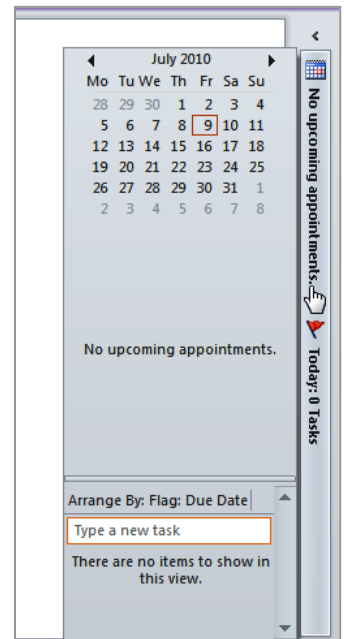 July 2010
Mo Tu We Th Fr Sa Su
28 29 30 1 2 3 4
5 6 7 8 9 10 11
12 13 14 15 16 17 18
19 20 21 22 23 24 25
26 27 28 29 30 31 1
2 3 4 5 6 7 8
No upcoming appointments.
Arrange By: Flag: Due Date
Type a new task
There are no items to show in
this view.
No upcoming appointments.
Today: 0 Tasks